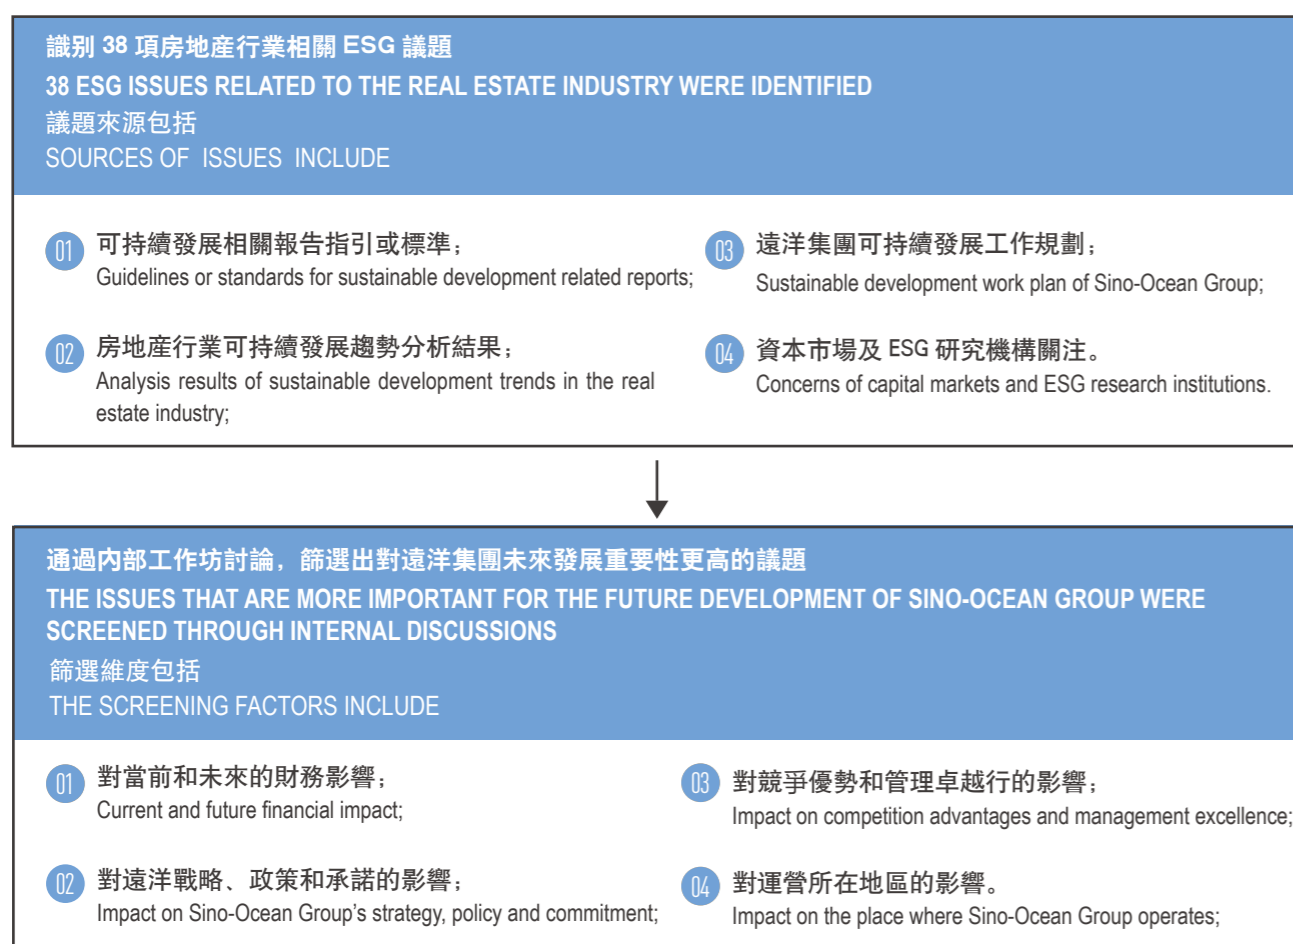 識别 38 項房地産行業相關 ESG 議題
38 ESG ISSUES RELATED TO THE REAL ESTATE INDUSTRY WERE IDENTIFIED
議題來源包括
SOURCES OF ISSUES INCLUDE
01 可持續發展相關報告指引或標準；
Guidelines or standards for sustainable development related reports;
02 房地産行業可持續發展趨勢分析結果；
Analysis results of sustainable development trends in the real
estate industry;
03 遠洋集團可持續發展工作規劃；
Sustainable development work plan of Sino-Ocean Group;
04 資本市場及 ESG 研究機構關注。
Concerns of capital markets and ESG research institutions.
通過內部工作坊討論，篩選出對遠洋集團未來發展重要性更高的議題
THE ISSUES THAT ARE MORE IMPORTANT FOR THE FUTURE DEVELOPMENT OF SINO-OCEAN GROUP WERE
SCREENED THROUGH INTERNAL DISCUSSIONS
篩選維度包括
THE SCREENING FACTORS INCLUDE
01 對當前和未來的財務影響；
Current and future financial impact;
02 對遠洋戰略、政策和承諾的影響；
Impact on Sino-Ocean Group’s strategy, policy and commitment;
03 對競爭優勢和管理卓越行的影響；
Impact on competition advantages and management excellence;
04 對運營所在地區的影響。
Impact on the place where Sino-Ocean Group operates;